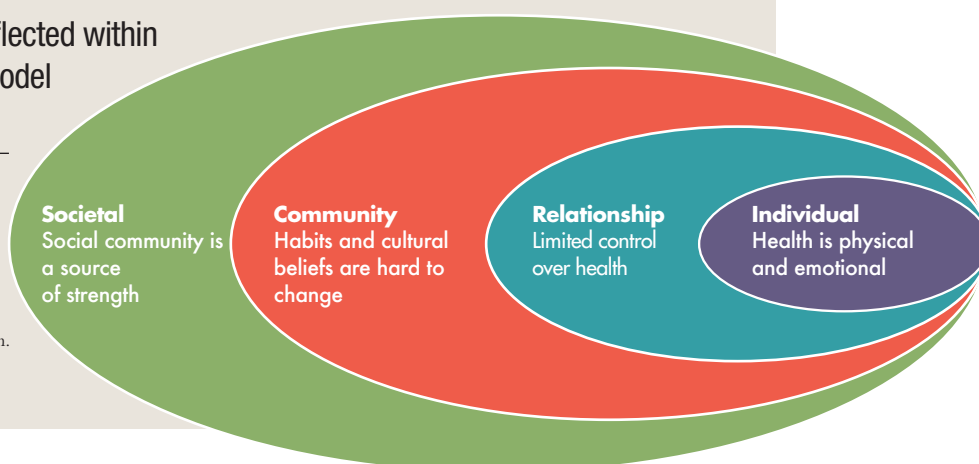 flected within
odel
Societal
Social community is
a source
of strength
Community
Habits and cultural
beliefs are hard to
change
Relationship
Limited control
over health
Individual
Health is physical
and emotional
n.